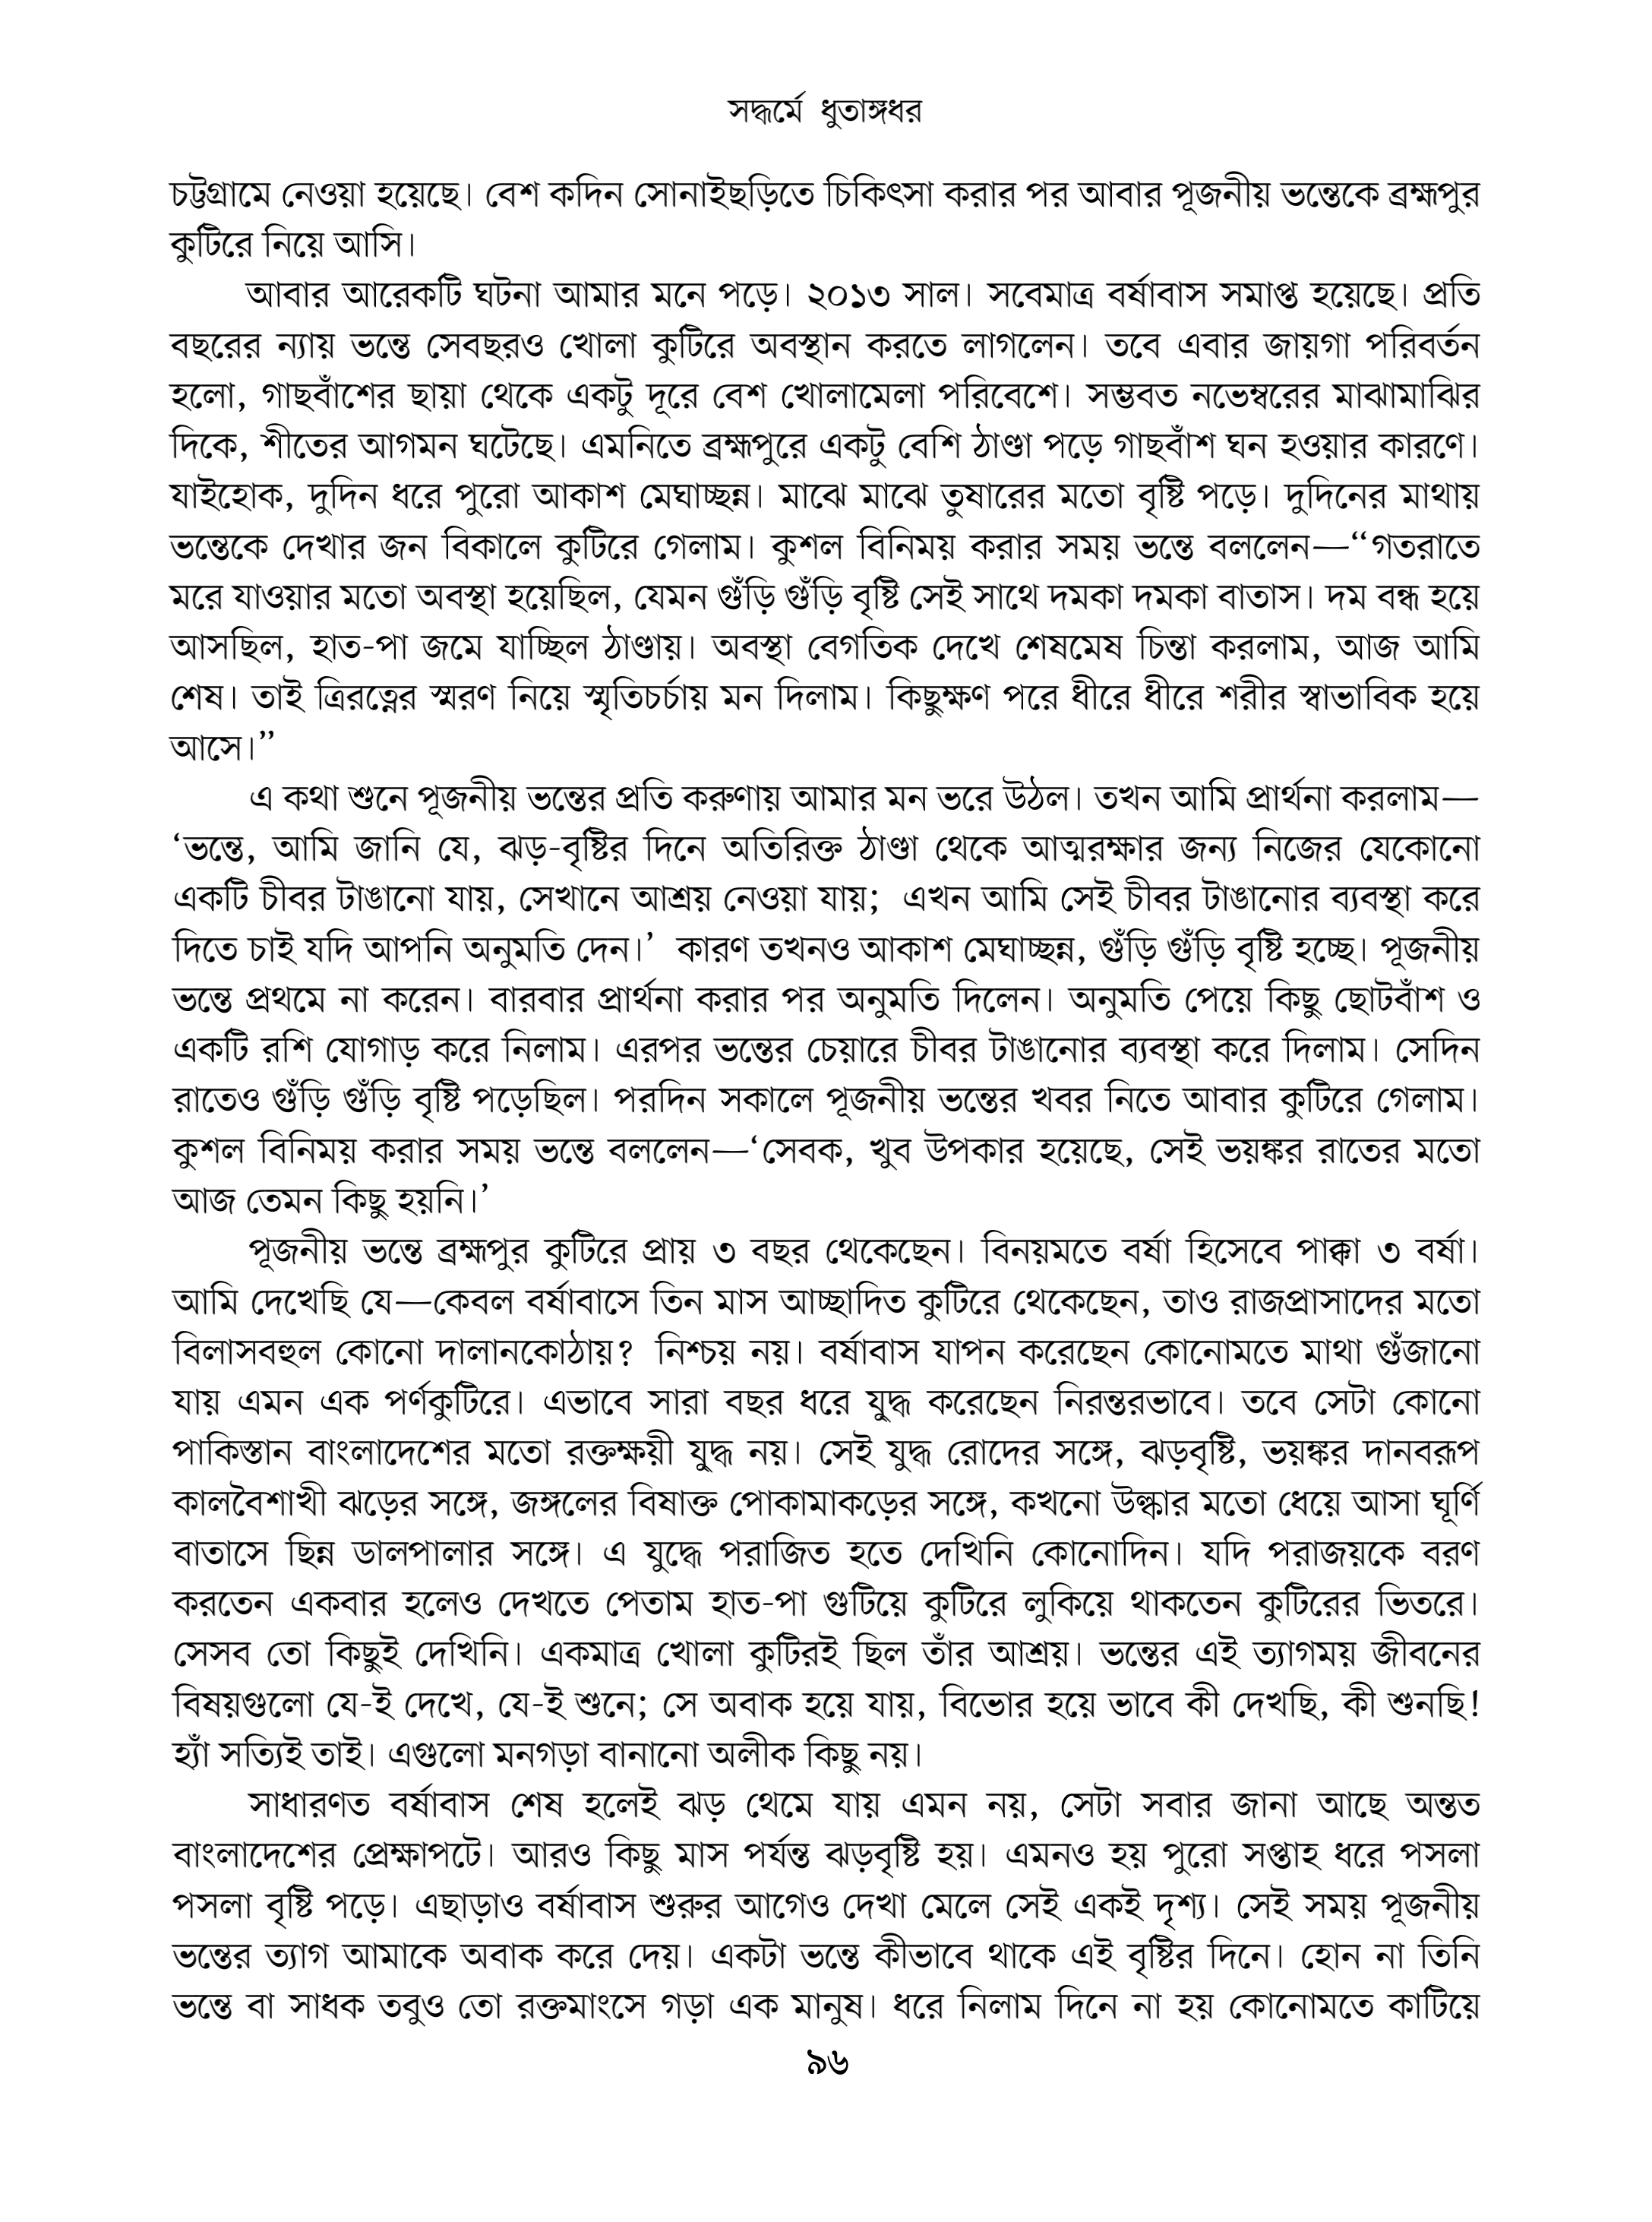 সদ্ধর্মে ধুতাঙ্গধর
চট্টগ্রামে নেওয়া হয়েছে। বেশ কদিন সোনাইছড়িতে চিকিৎসা করার পর আবার পূজনীয় ভন্তেকে ব্রহ্মপুর
কুটিরে নিয়ে আসি।
আবার আরেকটি ঘটনা আমার মনে পড়ে। ২০১৩ সাল। সবেমাত্র বর্ষাবাস সমাপ্ত হয়েছে। প্রতি
বছরের ন্যায় ভন্তে সেবছরও খোলা কুটিরে অবস্থান করতে লাগলেন। তবে এবার জায়গা পরিবর্তন
হলো, গাছবাঁশের ছায়া থেকে একটু দূরে বেশ খোলামেলা পরিবেশে। সম্ভবত নভেম্বরের মাঝামাঝির
দিকে, শীতের আগমন ঘটেছে। এমনিতে ব্রহ্মপুরে একটু বেশি ঠাণ্ডা পড়ে গাছবাঁশ ঘন হওয়ার কারণে।
যাইহোক, দুদিন ধরে পুরো আকাশ মেঘাচ্ছন্ন। মাঝে মাঝে তুষারের মতো বৃষ্টি পড়ে। দুদিনের মাথায়
ভন্তেকে দেখার জন বিকালে কুটিরে গেলাম। কুশল বিনিময় করার সময় ভন্তে বললেন—“গতরাতে
মরে যাওয়ার মতো অবস্থা হয়েছিল, যেমন গুঁড়ি গুঁড়ি বৃষ্টি সেই সাথে দমকা দমকা বাতাস। দম বন্ধ হয়ে
আসছিল, হাত-পা জমে যাচ্ছিল ঠাণ্ডায়। অবস্থা বেগতিক দেখে শেষমেষ চিন্তা করলাম, আজ আমি
শেষ। তাই ত্রিরত্নের স্মরণ নিয়ে স্মৃতিচর্চায় মন দিলাম। কিছুক্ষণ পরে ধীরে ধীরে শরীর স্বাভাবিক হয়ে
আসে।”
এ কথা শুনে পূজনীয় ভন্তের প্রতি করুণায় আমার মন ভরে উঠল। তখন আমি প্রার্থনা করলাম—
‘ভন্তে, আমি জানি যে, ঝড়-বৃষ্টির দিনে অতিরিক্ত ঠাণ্ডা থেকে আত্মরক্ষার জন্য নিজের যেকোনো
একটি চীবর টাঙানো যায়, সেখানে আশ্রয় নেওয়া যায়; এখন আমি সেই চীবর টাঙানোর ব্যবস্থা করে
দিতে চাই যদি আপনি অনুমতি দেন।’ কারণ তখনও আকাশ মেঘাচ্ছন্ন, গুঁড়ি গুঁড়ি বৃষ্টি হচ্ছে। পূজনীয়
ভন্তে প্রথমে না করেন। বারবার প্রার্থনা করার পর অনুমতি দিলেন। অনুমতি পেয়ে কিছু ছোটবাঁশ ও
একটি রশি যোগাড় করে নিলাম। এরপর ভন্তের চেয়ারে চীবর টাঙানোর ব্যবস্থা করে দিলাম। সেদিন
রাতেও গুঁড়ি গুঁড়ি বৃষ্টি পড়েছিল। পরদিন সকালে পূজনীয় ভন্তের খবর নিতে আবার কুটিরে গেলাম।
কুশল বিনিময় করার সময় ভন্তে বললেন—‘সেবক, খুব উপকার হয়েছে, সেই ভয়ঙ্কর রাতের মতো
আজ তেমন কিছু হয়নি।’
পূজনীয় ভন্তে ব্রহ্মপুর কুটিরে প্রায় ৩ বছর থেকেছেন। বিনয়মতে বর্ষা হিসেবে পাক্কা ৩ বর্ষা।
আমি দেখেছি যে—কেবল বর্ষাবাসে তিন মাস আচ্ছাদিত কুটিরে থেকেছেন, তাও রাজপ্রাসাদের মতো
বিলাসবহুল কোনো দালানকোঠায়? নিশ্চয় নয়। বর্ষাবাস যাপন করেছেন কোনোমতে মাথা গুঁজানো
যায় এমন এক পর্ণকুটিরে। এভাবে সারা বছর ধরে যুদ্ধ করেছেন নিরন্তরভাবে। তবে সেটা কোনো
পাকিস্তান বাংলাদেশের মতো রক্তক্ষয়ী যুদ্ধ নয়। সেই যুদ্ধ রোদের সঙ্গে, ঝড়বৃষ্টি, ভয়ঙ্কর দানবরূপ
কালবৈশাখী ঝড়ের সঙ্গে, জঙ্গলের বিষাক্ত পোকামাকড়ের সঙ্গে, কখনো উল্কার মতো ধেয়ে আসা ঘূর্ণি
বাতাসে ছিন্ন ডালপালার সঙ্গে। এ যুদ্ধে পরাজিত হতে দেখিনি কোনোদিন। যদি পরাজয়কে বরণ
করতেন একবার হলেও দেখতে পেতাম হাত-পা গুটিয়ে কুটিরে লুকিয়ে থাকতেন কুটিরের ভিতরে।
সেসব তো কিছুই দেখিনি। একমাত্র খোলা কুটিরই ছিল তাঁর আশ্রয়। ভন্তের এই ত্যাগময় জীবনের
বিষয়গুলো যে-ই দেখে, যে-ই শুনে; সে অবাক হয়ে যায়, বিভোর হয়ে ভাবে কী দেখছি, কী শুনছি!
হ্যাঁ সত্যিই তাই। এগুলো মনগড়া বানানো অলীক কিছু নয়।
সাধারণত বর্ষাবাস শেষ হলেই ঝড় থেমে যায় এমন নয়, সেটা সবার জানা আছে অন্তত
বাংলাদেশের প্রেক্ষাপটে। আরও কিছু মাস পর্যন্ত ঝড়বৃষ্টি হয়। এমনও হয় পুরো সপ্তাহ ধরে পসলা
পসলা বৃষ্টি পড়ে। এছাড়াও বর্ষাবাস শুরুর আগেও দেখা মেলে সেই একই দৃশ্য। সেই সময় পূজনীয়
ভন্তের ত্যাগ আমাকে অবাক করে দেয়। একটা ভন্তে কীভাবে থাকে এই বৃষ্টির দিনে। হোন না তিনি
ভন্তে বা সাধক তবুও তো রক্তমাংসে গড়া এক মানুষ। ধরে নিলাম দিনে না হয় কোনোমতে কাটিয়ে
৯৬